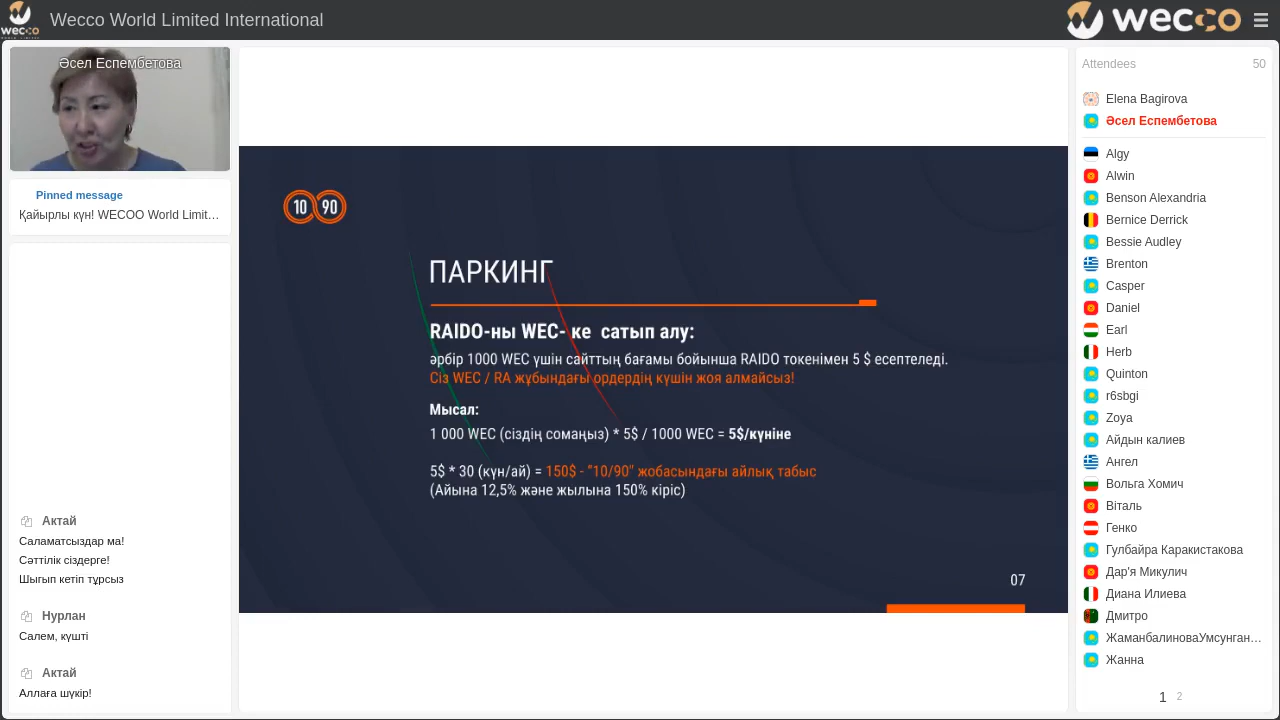 wecco
Wecco World Limited International
wecco
Әсел Еспембетова
Pinned message
Қайырлы күн! WECOO World Limit…
Актай
Саламатсыздар ма!
Сәттілік сіздерге!
Шығып кетіп тұрсыз
Нурлан
Салем, күшті
Актай
Аллаға шүкір!
10 90
ПАРКИНГ
RAIDO-ны WEC- ке сатып алу:
әрбір 1000 WEC үшін сайттың бағамы бойынша RAIDO токенімен 5 $ есептеледі.
Сіз WEC / RA жұбындағы ордердің күшін жоя алмайсыз!
Мысал:
1 000 WEC (сіздің сомаңыз) * 5$ / 1000 WEC = 5$/күніне
5$ * 30 (күн/ай) = 150$ - "10/90" жобасындағы айлық табыс
(Айына 12,5% және жылына 150% кіріс)
07
Attendees 50
Elena Bagirova
Әсел Еспембетова
Algy
Alwin
Benson Alexandria
Bernice Derrick
Bessie Audley
Brenton
Casper
Daniel
Earl
Herb
Quinton
r6sbgi
Zoya
Айдын калиев
Ангел
Вольга Хомич
Віталь
Генко
Гулбайра Каракистакова
Дар'я Микулич
Диана Илиева
Дмитро
ЖаманбалиноваУмсунган…
Жанна
1 2